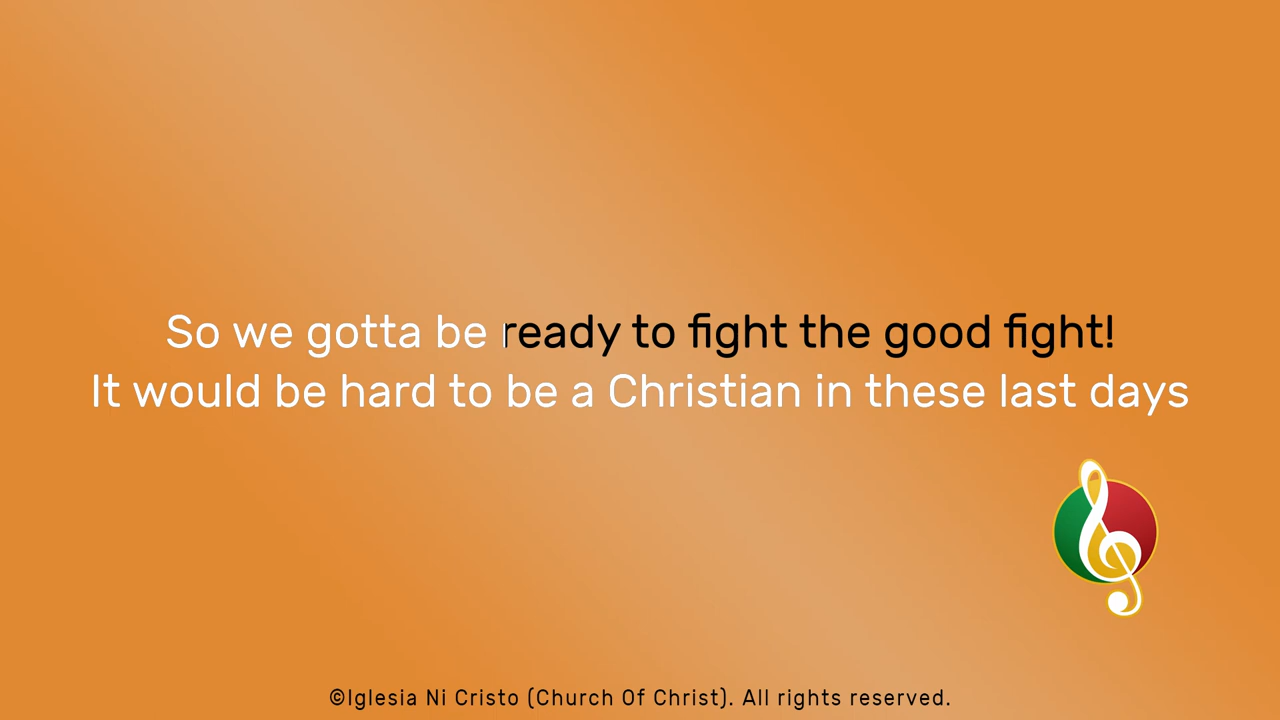 So we gotta be ready to fight the good fight!
It would be hard to be a Christian in these last days
©Iglesia Ni Cristo (Church Of Christ). All rights reserved.